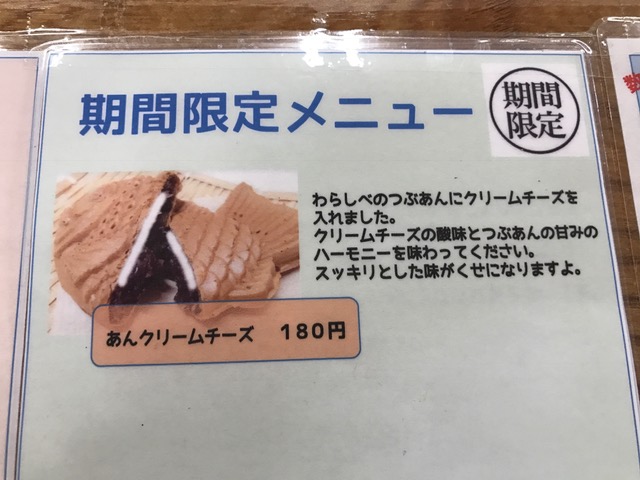 期間限定メニュー
期間
限定
わらしべのつぶあんにクリームチーズを
入れました。
クリームチーズの酸味とつぶあんの甘みの
ハーモニーを味わってください。
スッキリとした味がくせになりますよ。
あんクリームチーズ 180円
数